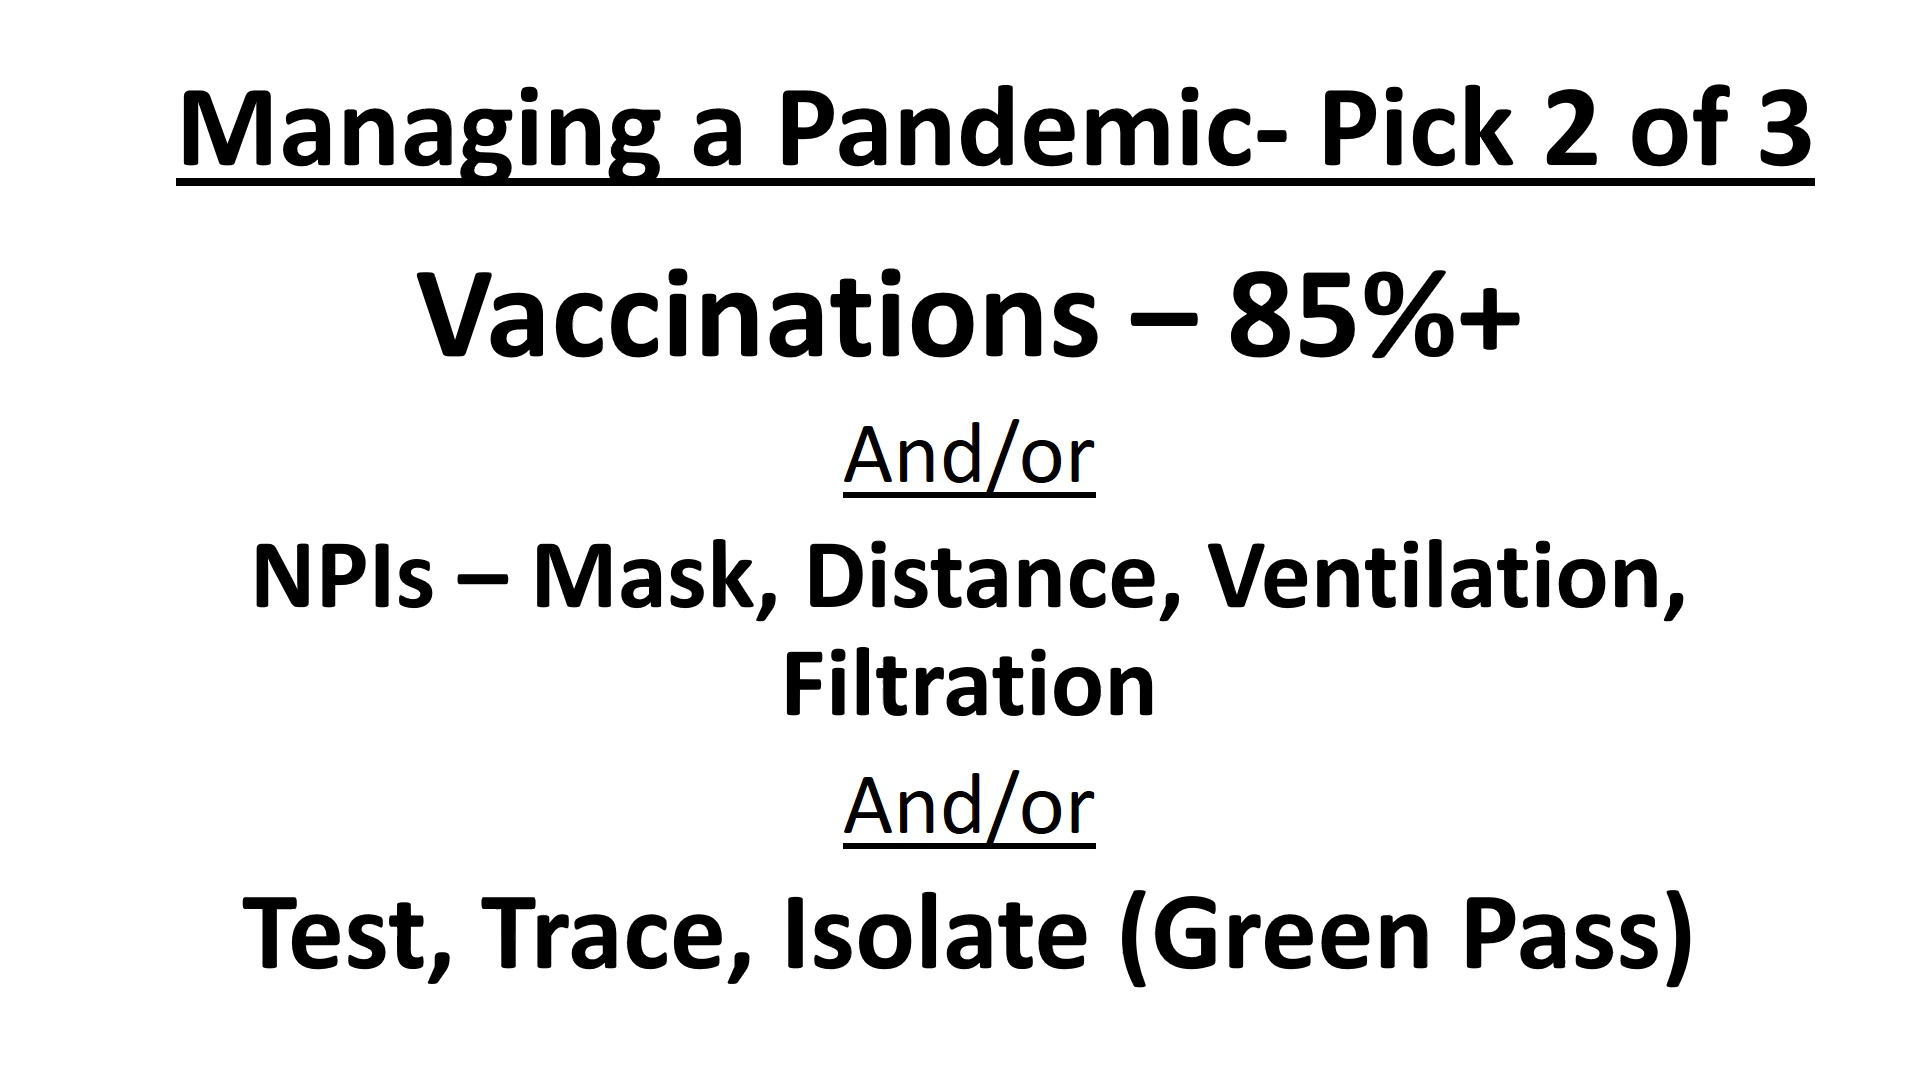 Managing a Pandemic- Pick 2 of 3
Vaccinations – 85%+
And/or
NPIs – Mask, Distance, Ventilation,
Filtration
And/or
Test, Trace, Isolate (Green Pass)